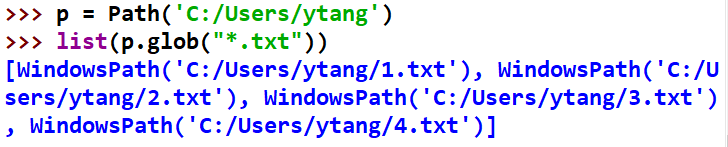 >>> p = Path('C:/Users/ytang')
>>> list(p.glob("*.txt"))
[WindowsPath('C:/Users/ytang/1.txt'), WindowsPath('C:/U
sers/ytang/2.txt'), WindowsPath('C:/Users/ytang/3.txt')
, WindowsPath('C:/Users/ytang/4.txt')]